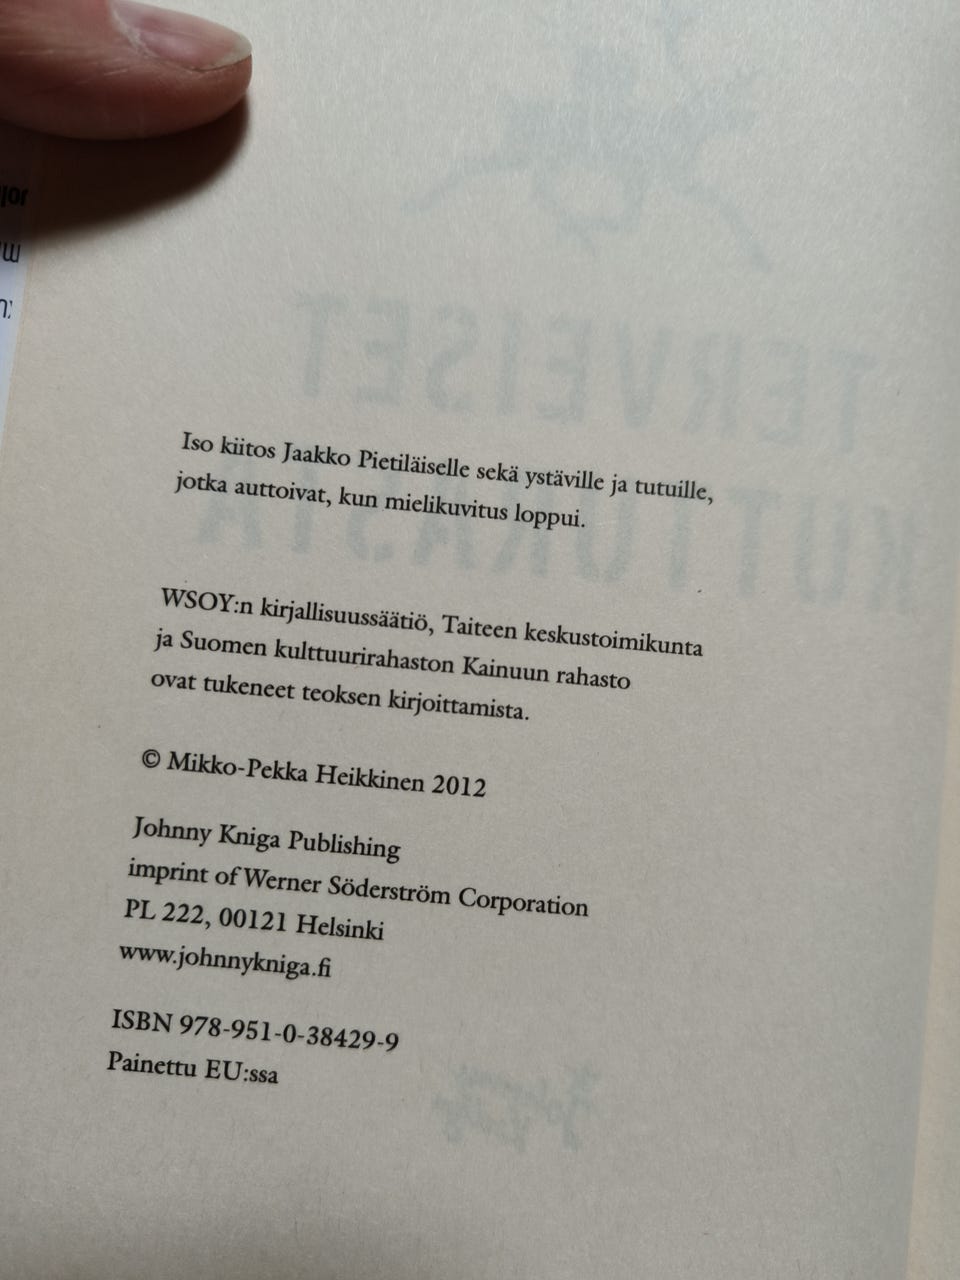 TERVEISET
KUTTURASTA
Iso kiitos Jaakko Pietiläiselle sekä ystäville ja tutuille,
jotka auttoivat, kun mielikuvitus loppui.
WSOY:n kirjallisuussäätiö, Taiteen keskustoimikunta
ja Suomen kulttuurirahaston Kainuun rahasto
ovat tukeneet teoksen kirjoittamista.
© Mikko-Pekka Heikkinen 2012
Johnny Kniga Publishing
imprint of Werner Söderström Corporation
PL 222, 00121 Helsinki
www.johnnykniga.fi
ISBN 978-951-0-38429-9
Painettu EU:ssa